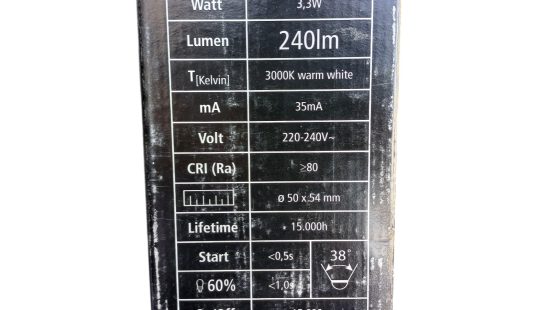 Watt 3,3W
Lumen 240lm
T[Kelvin] 3000K warm white
mA 35mA
Volt 220-240V~
CRI (Ra) ≥80
ø 50 x 54 mm
Lifetime 15.000h
Start <0,5s 38°
60% <1,0s